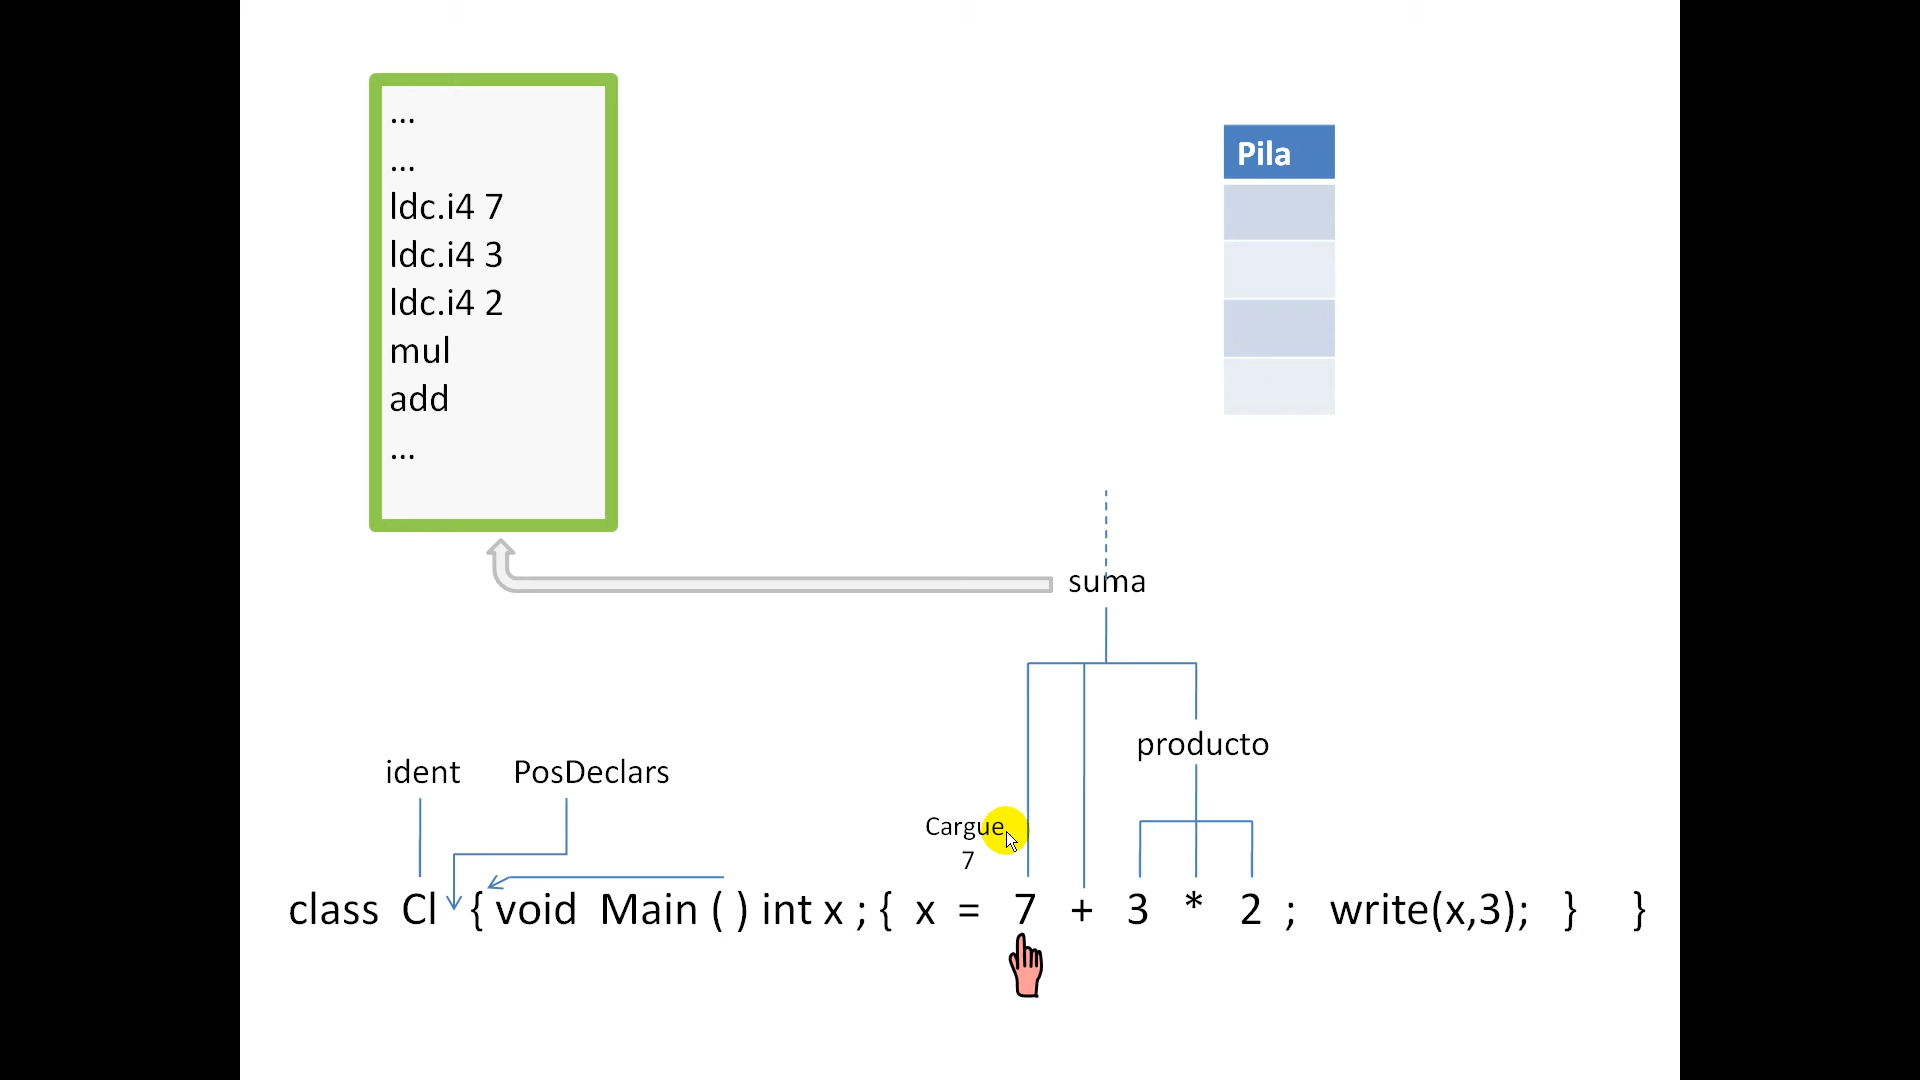 ...
...
ldc.i4 7
ldc.i4 3
ldc.i4 2
mul
add
...
Pila
suma
producto
ident PosDeclars
Cargue
7
class Cl { void Main ( ) int x ; { x = 7 + 3 * 2 ; write(x,3); } }